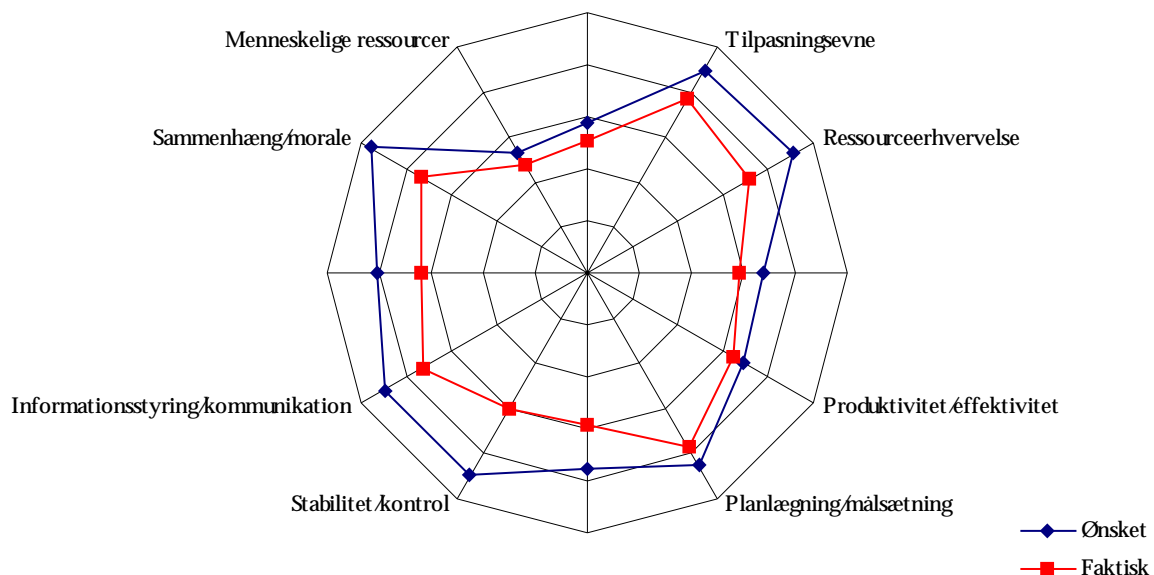 Menneskelige ressourcer
Tilpasningsevne
Sammenhæng/morale
Ressourceerhvervelse
Informationsstyring/kommunikation
Produktivitet/effektivitet
Stabilitet/kontrol
Planlægning/målsætning
Ønsket
Faktisk